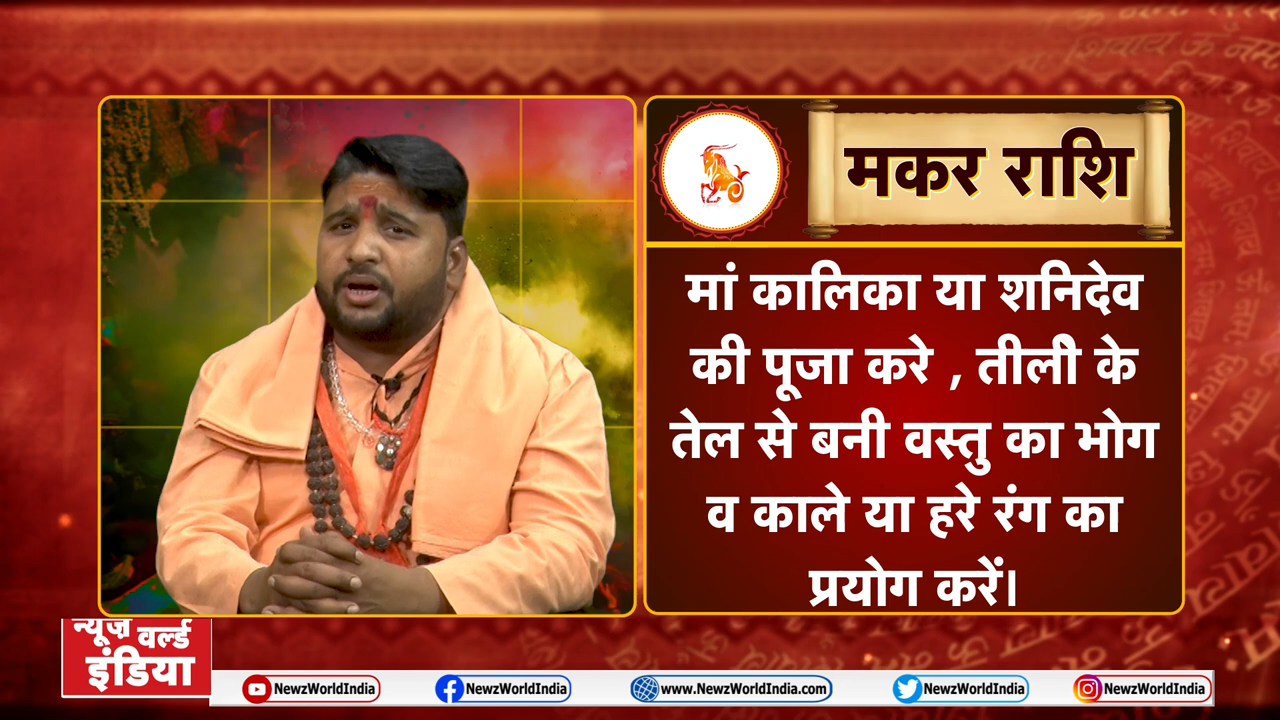 मकर राशि
मां कालिका या शनिदेव
की पूजा करे , तीली के
तेल से बनी वस्तु का भोग
व काले या हरे रंग का
प्रयोग करें।
न्यूज़ वर्ल्ड
इंडिया
NewzWorldIndia NewzWorldIndia www.NewzWorldIndia.com NewzWorldIndia NewzWorldIndia